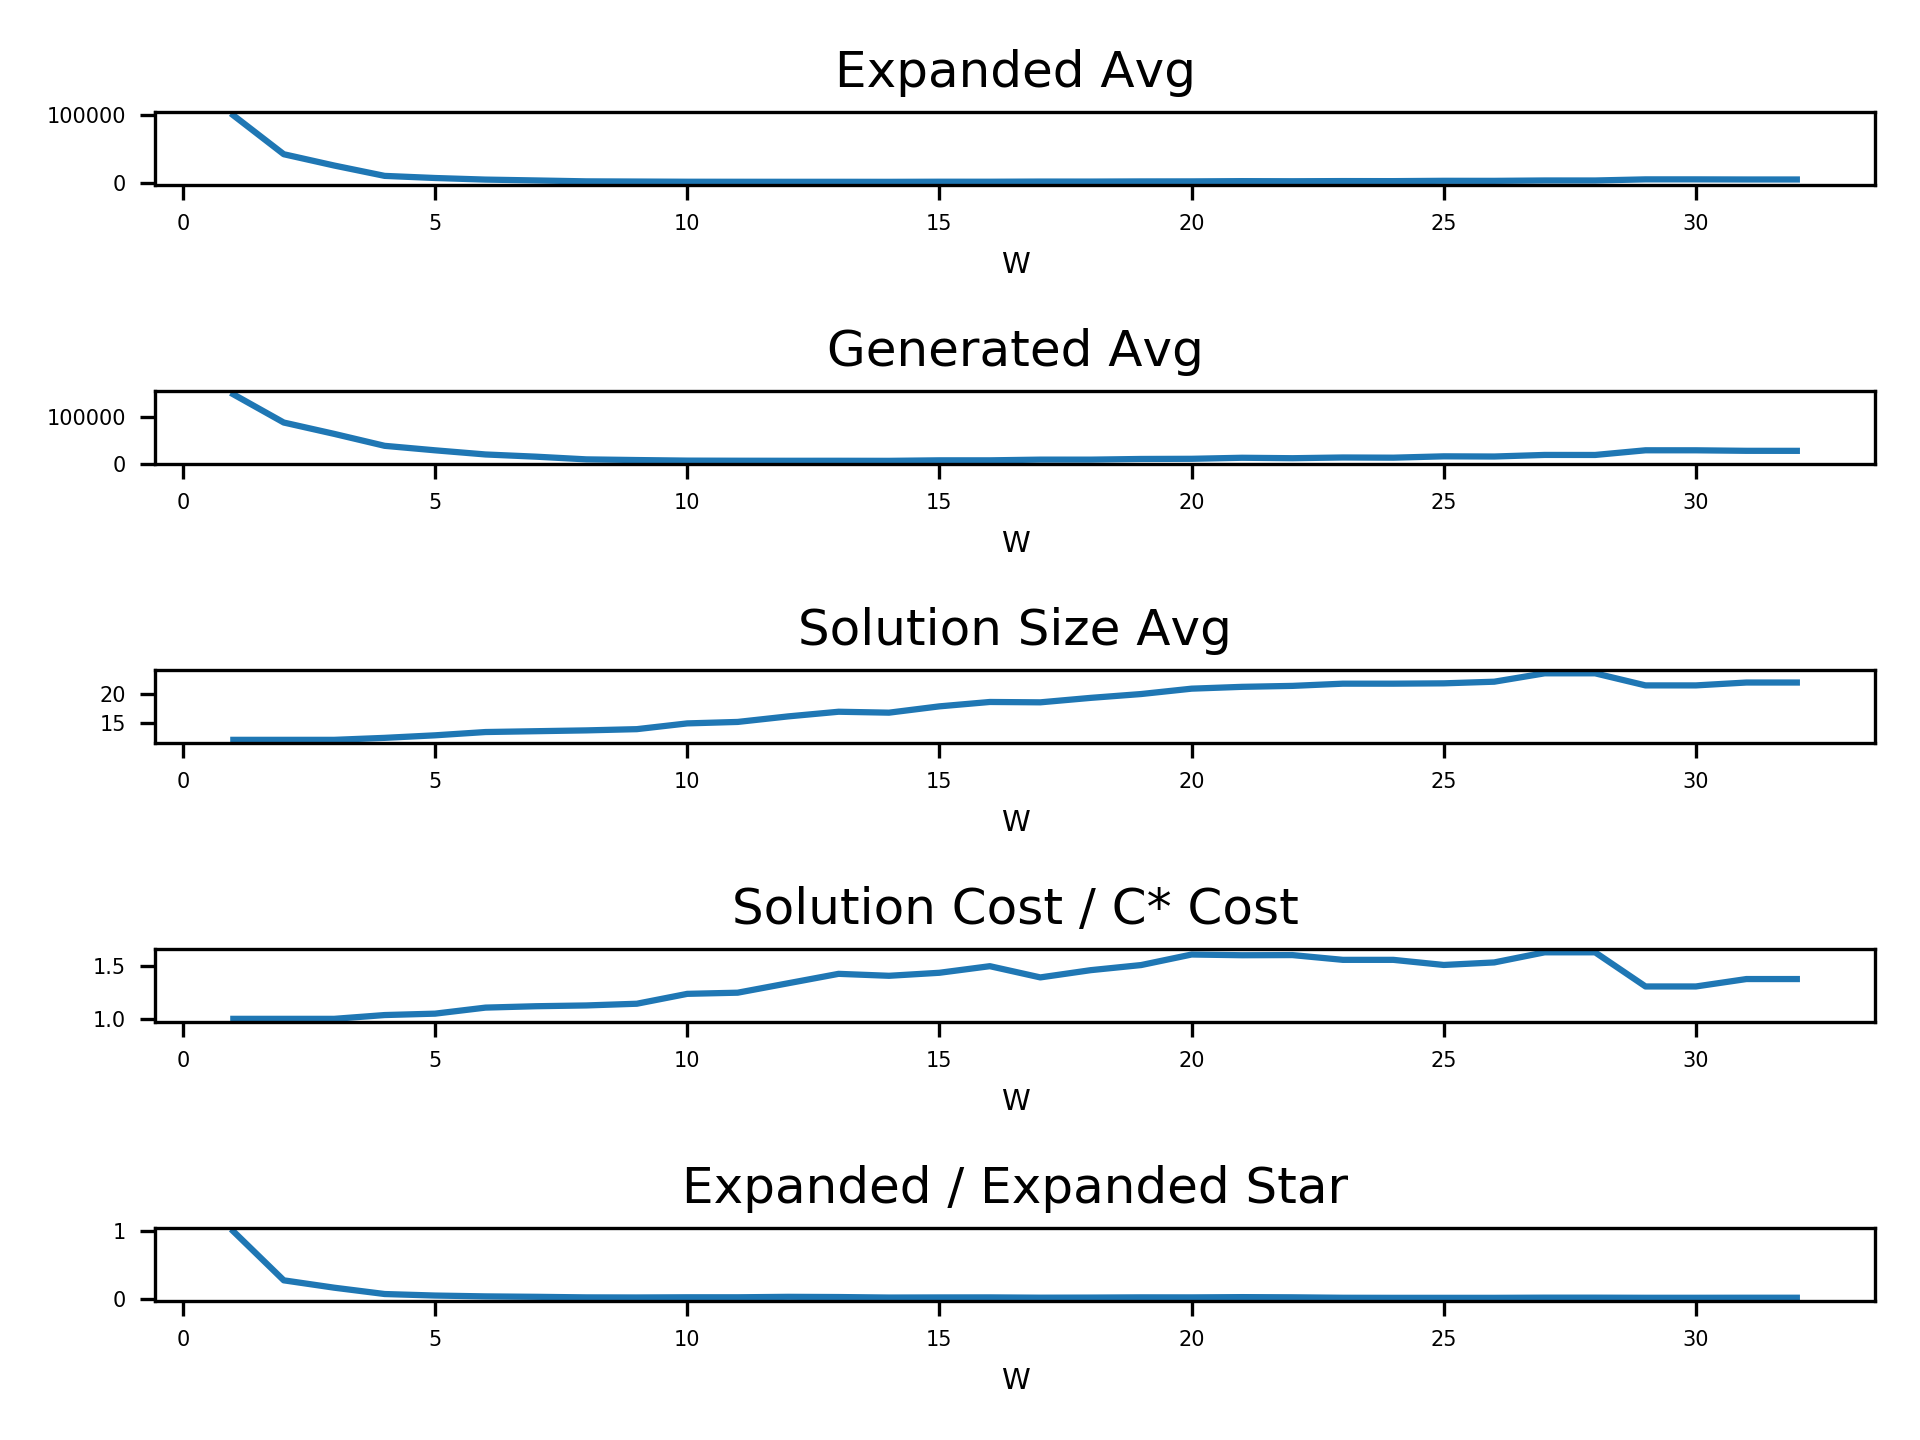 Expanded Avg
100000
0
0 5 10 15 20 25 30
W
Generated Avg
100000
0
0 5 10 15 20 25 30
W
Solution Size Avg
20
15
0 5 10 15 20 25 30
W
Solution Cost / C* Cost
1.5
1.0
0 5 10 15 20 25 30
W
Expanded / Expanded Star
1
0
0 5 10 15 20 25 30
W